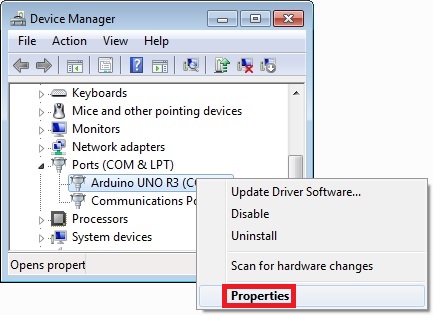 Device Manager
File Action View Help
Keyboards
Mice and other pointing devices
Monitors
Network adapters
Ports (COM & LPT)
Arduino UNO R3 (CO
Communications Po
Processors
System devices
Opens propert
Update Driver Software...
Disable
Uninstall
Scan for hardware changes
Properties